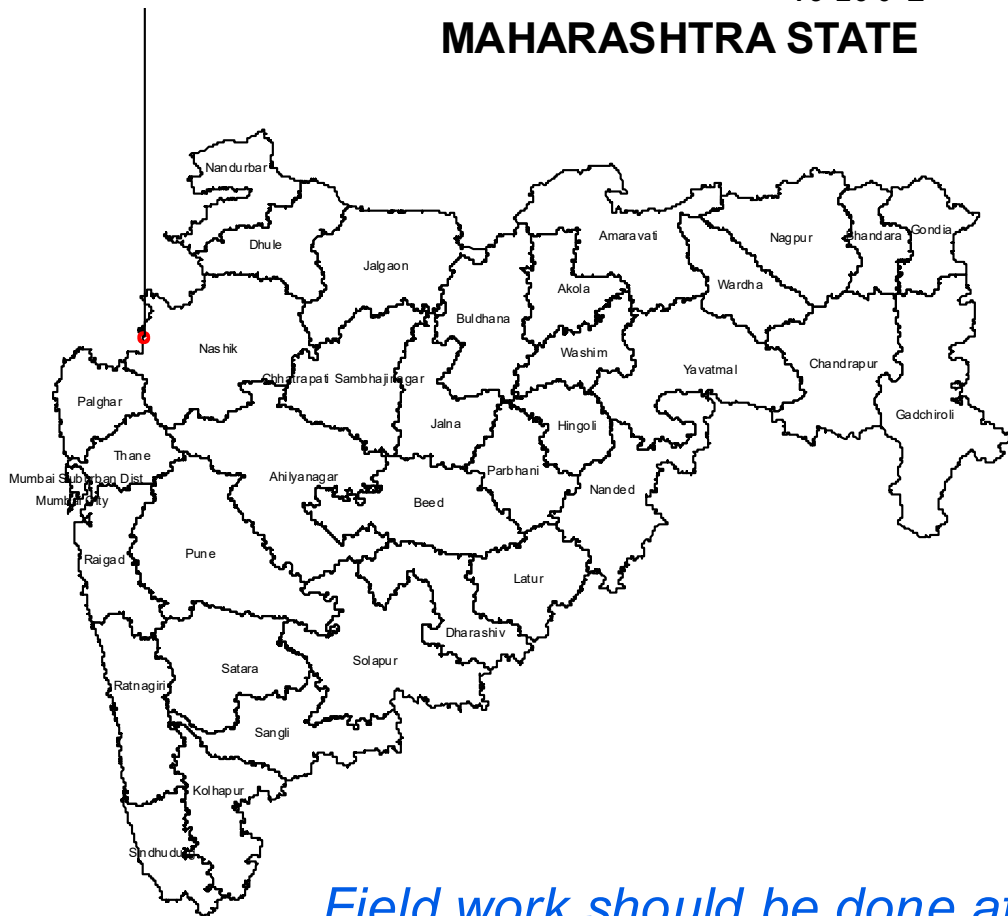 MAHARASHTRA STATE
Nandurbar
Dhule
Jalgaon
Amaravati
Nagpur
Bhandara
Gondia
Akola
Wardha
Buldhana
Nashik
Washim
Yavatmal
Chandrapur
Chhatrapati Sambhajinagar
Palghar
Jalna
Hingoli
Gadchiroli
Thane
Parbhani
Ahilyanagar
Mumbai Suburban Dist
Nanded
Mumbai City
Beed
Raigad
Pune
Latur
Dharashiv
Satara
Solapur
Ratnagiri
Sangli
Kolhapur
Sindhudurg
Field work should be done at